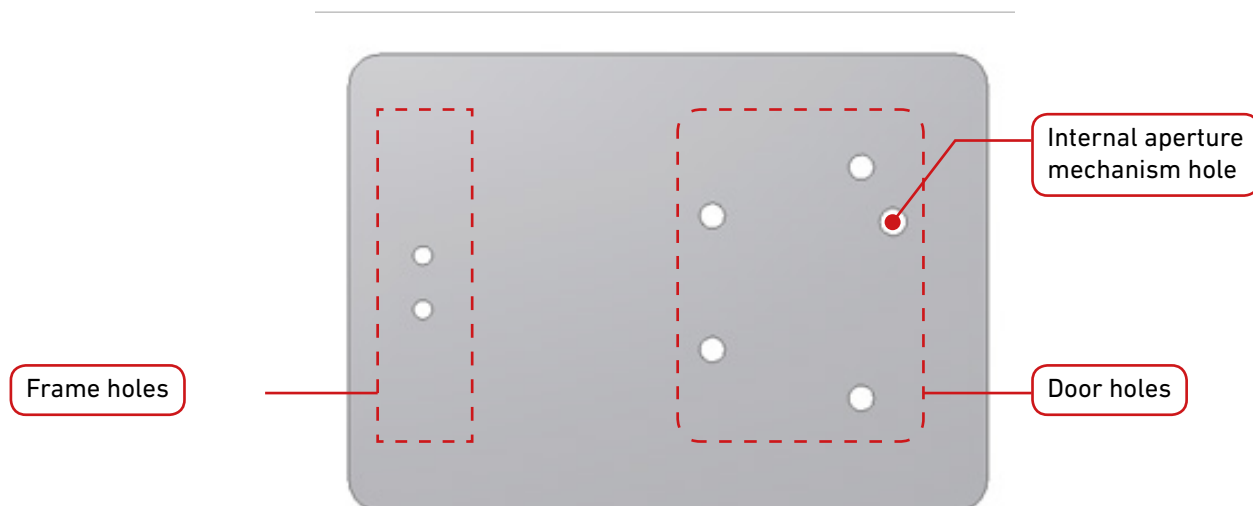 Internal aperture
mechanism hole
Frame holes
Door holes